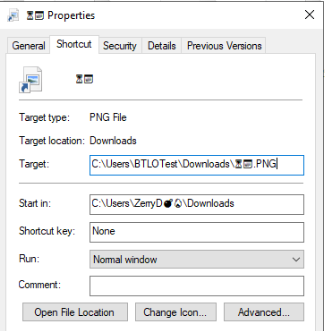 ⌛🗔 Properties
General Shortcut Security Details Previous Versions
⌛🗔
Target type: PNG File
Target location: Downloads
Target: C:\Users\BTLOTest\Downloads\⌛🗔.PNG
Start in: C:\Users\ZerryD💣♤\Downloads
Shortcut key: None
Run: Normal window
Comment:
Open File Location Change Icon... Advanced...